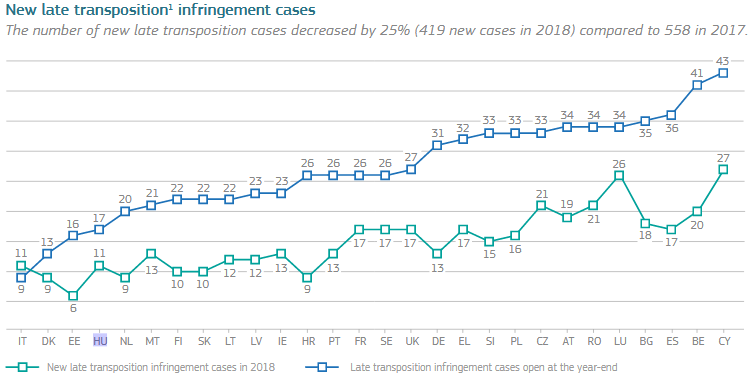 New late transposition¹ infringement cases
The number of new late transposition cases decreased by 25% (419 new cases in 2018) compared to 558 in 2017.
43
41
36
35
34 34 34
33 33 33
32
31
27
26 26 26 26
23 23
22 22 22
21
20
17
16
13
9
11 9 6 11 9 13 10 10 12 12 13 9 13 17 17 17 13 17 15 16 21 19 21 26 18 17 20 27
IT DK EE HU NL MT FI SK LT LV IE HR PT FR SE UK DE EL SI PL CZ AT RO LU BG ES BE CY
New late transposition infringement cases in 2018 Late transposition infringement cases open at the year-end